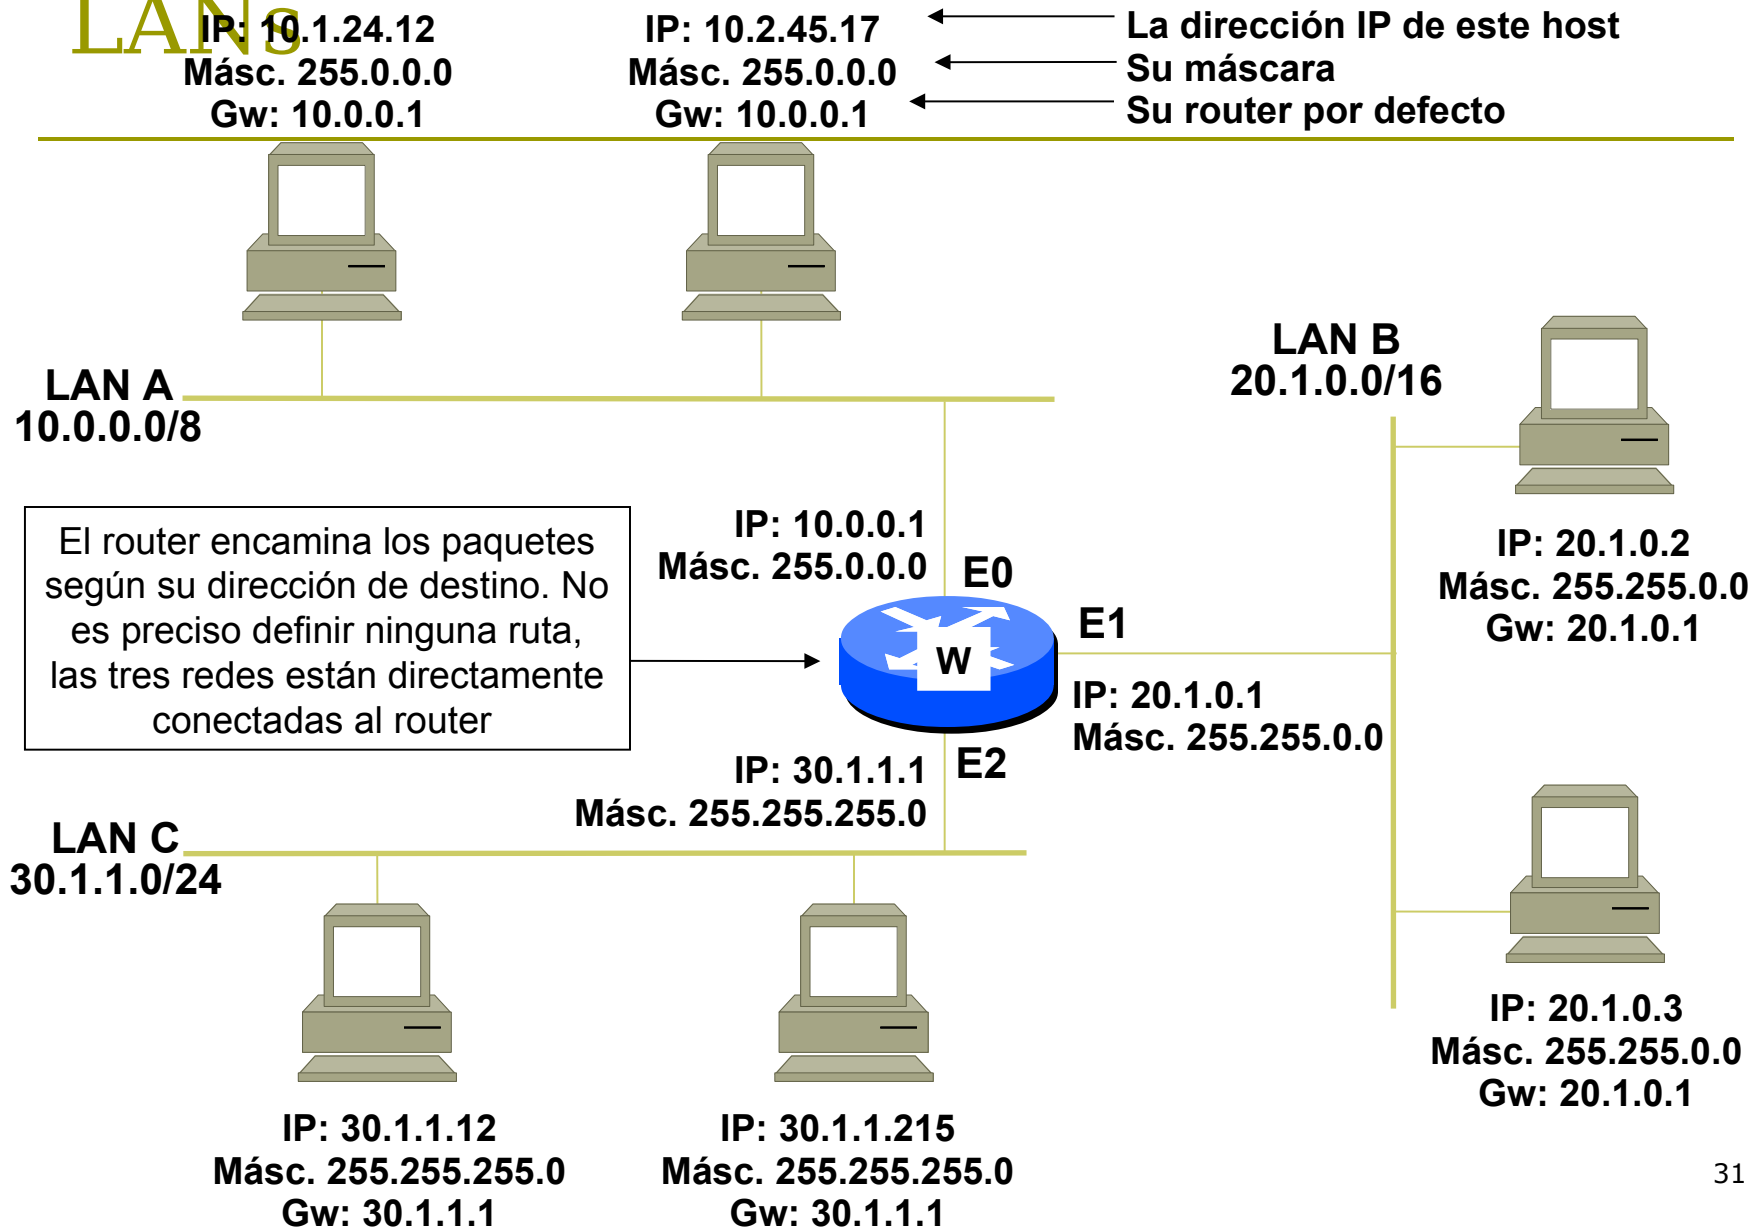 LANs
IP: 10.1.24.12
Másc. 255.0.0.0
Gw: 10.0.0.1
IP: 10.2.45.17
Másc. 255.0.0.0
Gw: 10.0.0.1
La dirección IP de este host
Su máscara
Su router por defecto
LAN A
10.0.0.0/8
LAN B
20.1.0.0/16
IP: 20.1.0.2
Másc. 255.255.0.0
Gw: 20.1.0.1
El router encamina los paquetes
según su dirección de destino. No
es preciso definir ninguna ruta,
las tres redes están directamente
conectadas al router
IP: 10.0.0.1
Másc. 255.0.0.0
E0
E1
W
IP: 20.1.0.1
Másc. 255.255.0.0
E2
IP: 30.1.1.1
Másc. 255.255.255.0
LAN C
30.1.1.0/24
IP: 20.1.0.3
Másc. 255.255.0.0
Gw: 20.1.0.1
IP: 30.1.1.12
Másc. 255.255.255.0
Gw: 30.1.1.1
IP: 30.1.1.215
Másc. 255.255.255.0
Gw: 30.1.1.1
31